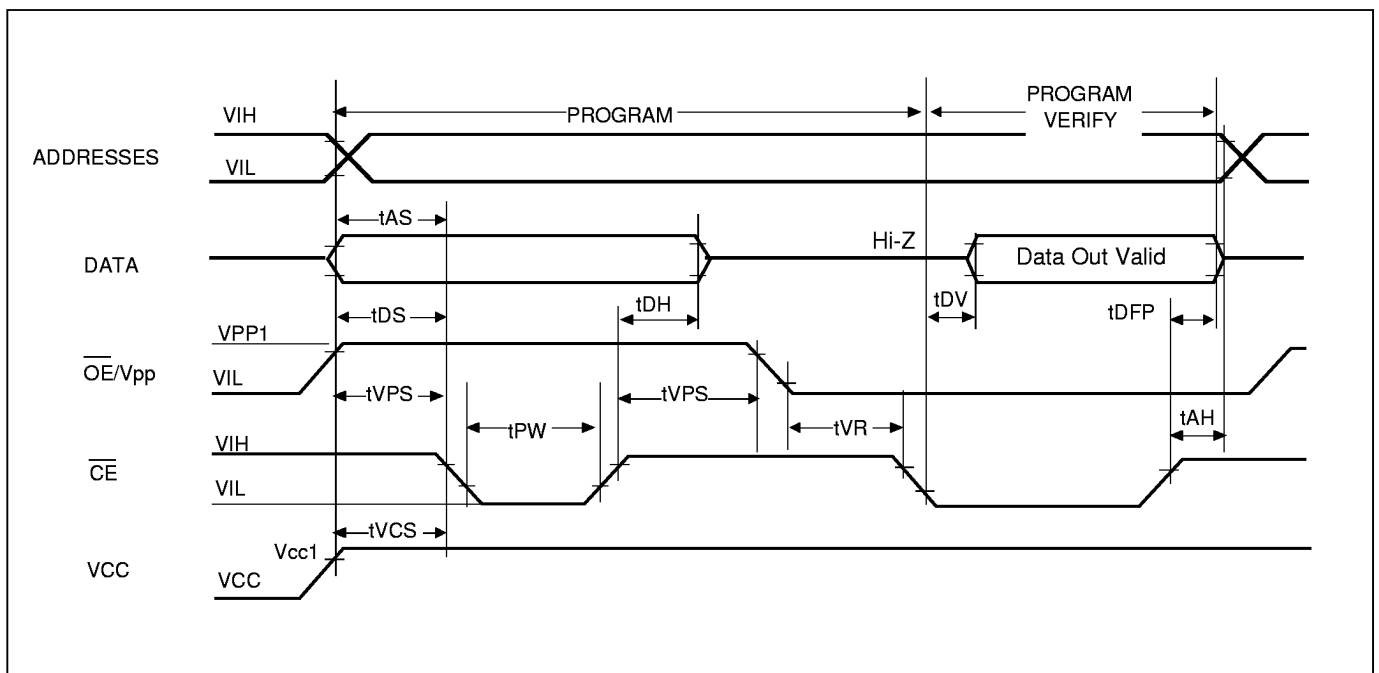 PROGRAM
PROGRAM
VERIFY
VIH
ADDRESSES
VIL
tAS
Hi-Z
DATA
Data Out Valid
tDS
tDH
tDV
tDFP
VPP1
OE/Vpp
VIL
tVPS
tVPS
tPW
tVR
tAH
VIH
CE
VIL
tVCS
Vcc1
VCC
VCC